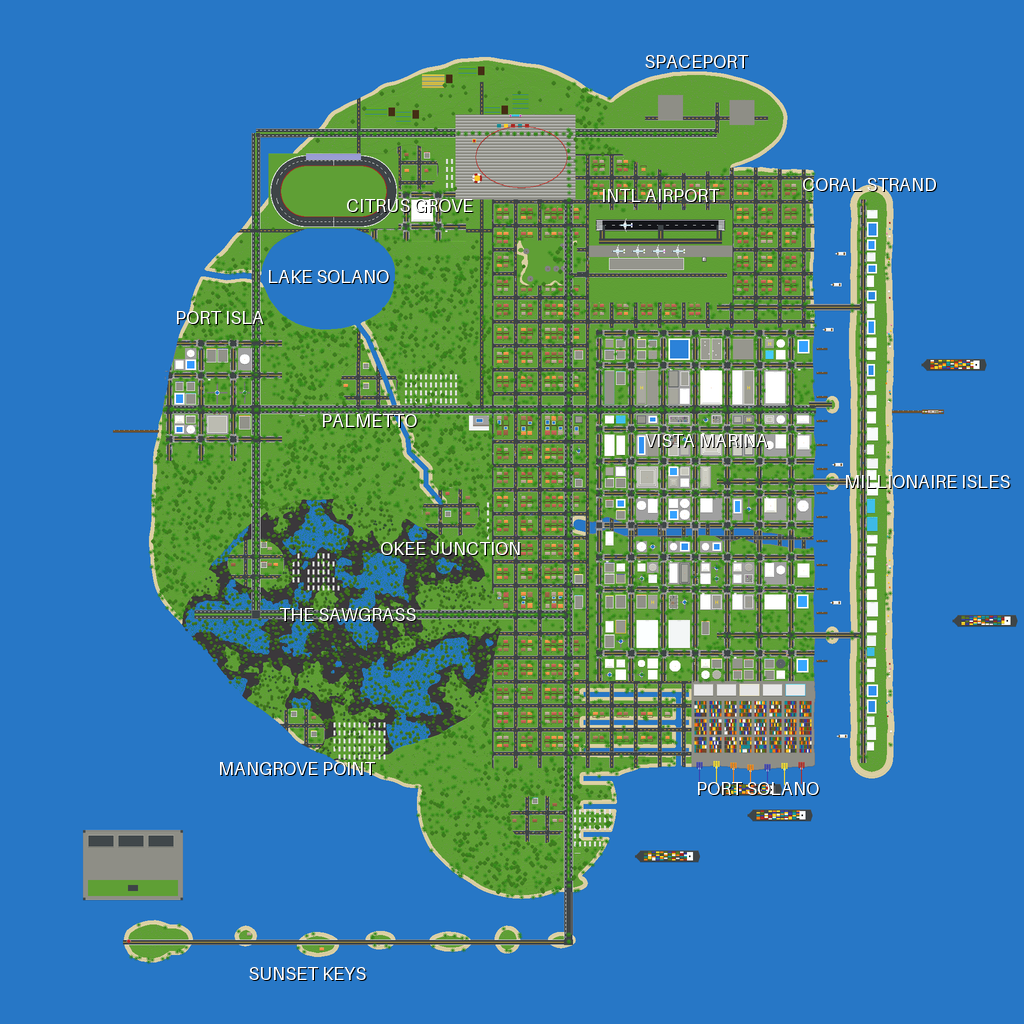 SPACEPORT
CORAL STRAND
INTL AIRPORT
CITRUS GROVE
LAKE SOLANO
PORT ISLA
PALMETTO
VISTA MARINA
MILLIONAIRE ISLES
OKEE JUNCTION
THE SAWGRASS
MANGROVE POINT
PORT SOLANO
SUNSET KEYS